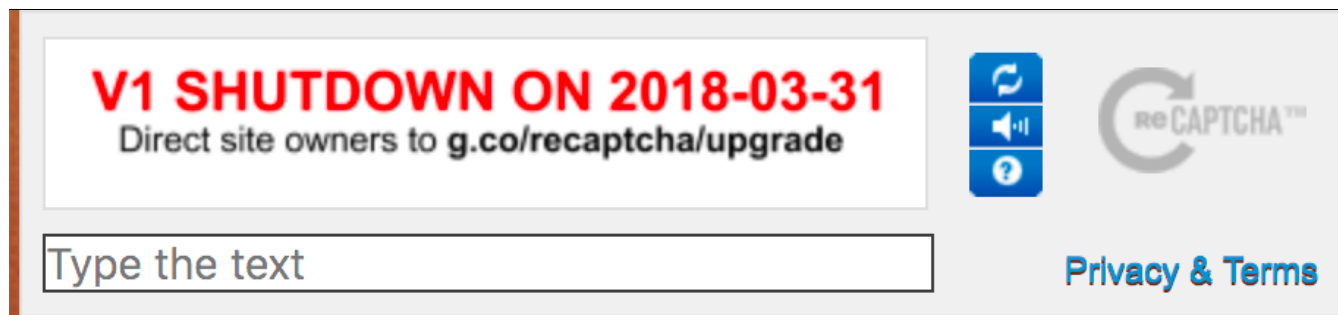 V1 SHUTDOWN ON 2018-03-31
Direct site owners to g.co/recaptcha/upgrade
?
reCAPTCHA™
Type the text
Privacy & Terms